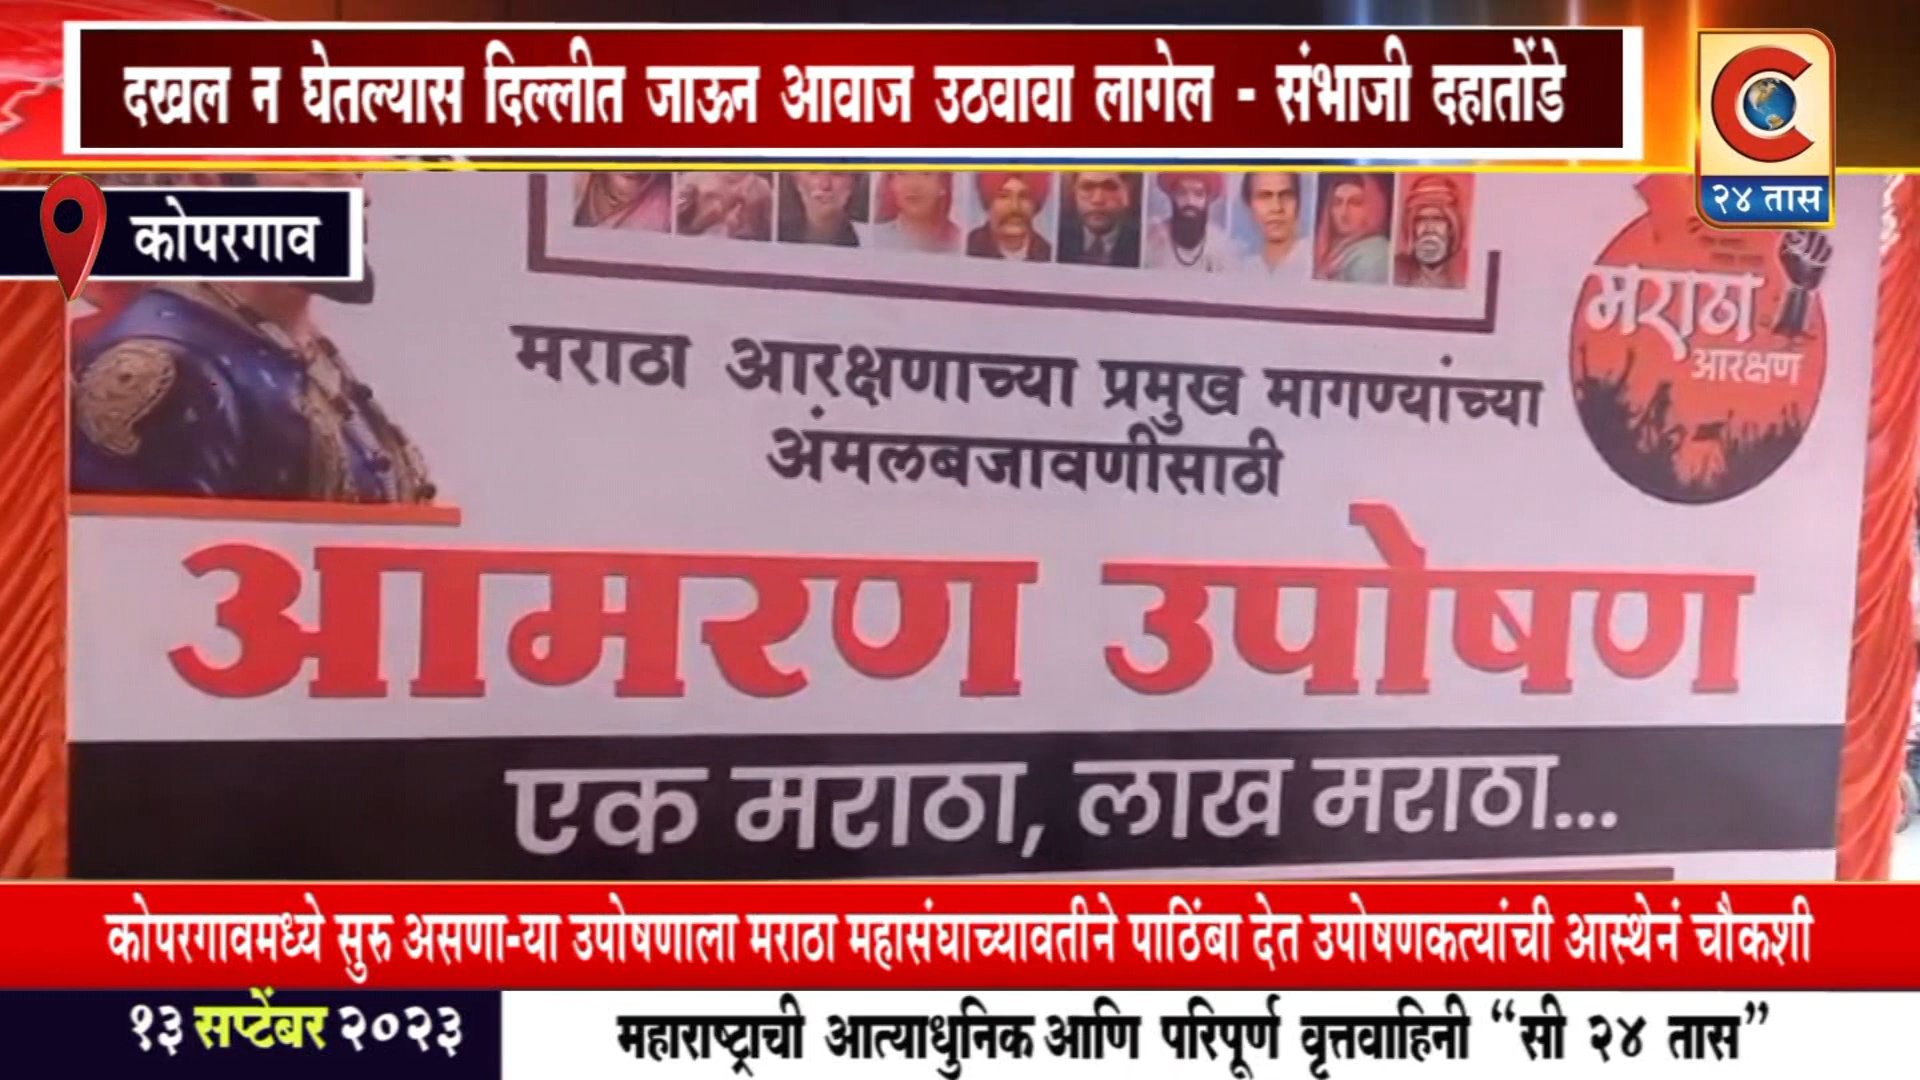 दखल न घेतल्यास दिल्लीत जाऊन आवाज उठवावा लागेल - संभाजी दहातोंडे
२४ तास
कोपरगाव
मराठा
आरक्षण
मराठा आरक्षणाच्या प्रमुख मागण्यांच्या
अंमलबजावणीसाठी
आमरण उपोषण
एक मराठा, लाख मराठा...
कोपरगावमध्ये सुरु असणा-या उपोषणाला मराठा महासंघाच्यावतीने पाठिंबा देत उपोषणकर्त्यांची आस्थेनं चौकशी
१३ सप्टेंबर २०२३
महाराष्ट्राची आत्याधुनिक आणि परिपूर्ण वृत्तवाहिनी “सी २४ तास”